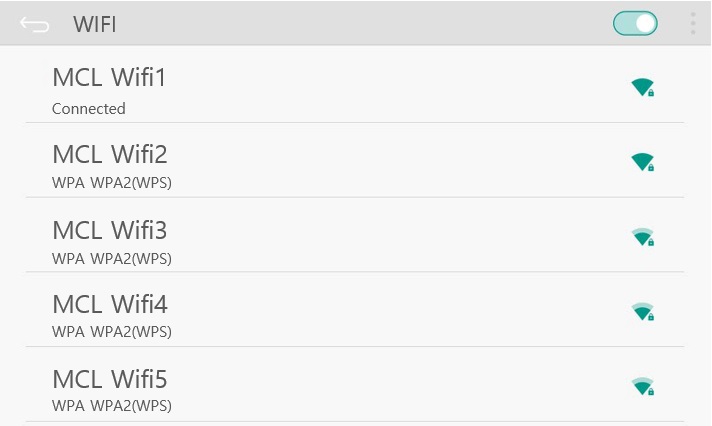 WIFI
MCL Wifi1
Connected
MCL Wifi2
WPA WPA2(WPS)
MCL Wifi3
WPA WPA2(WPS)
MCL Wifi4
WPA WPA2(WPS)
MCL Wifi5
WPA WPA2(WPS)